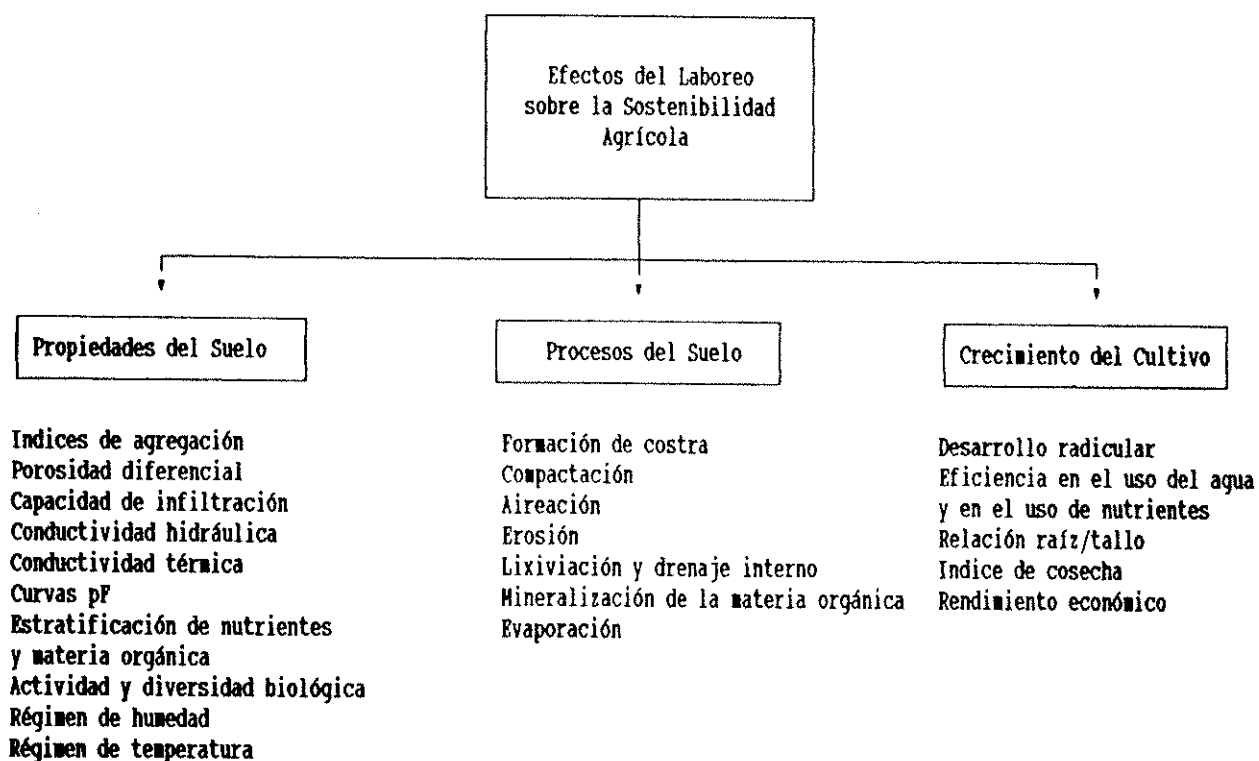 Efectos del Laboreo
sobre la Sostenibilidad
Agrícola
Propiedades del Suelo
Procesos del Suelo
Crecimiento del Cultivo
Indices de agregación
Porosidad diferencial
Capacidad de infiltración
Conductividad hidráulica
Conductividad térmica
Curvas pF
Estratificación de nutrientes
y materia orgánica
Actividad y diversidad biológica
Régimen de humedad
Régimen de temperatura
Formación de costra
Compactación
Aireación
Erosión
Lixiviación y drenaje interno
Mineralización de la materia orgánica
Evaporación
Desarrollo radicular
Eficiencia en el uso del agua
y en el uso de nutrientes
Relación raíz/tallo
Indice de cosecha
Rendimiento económico